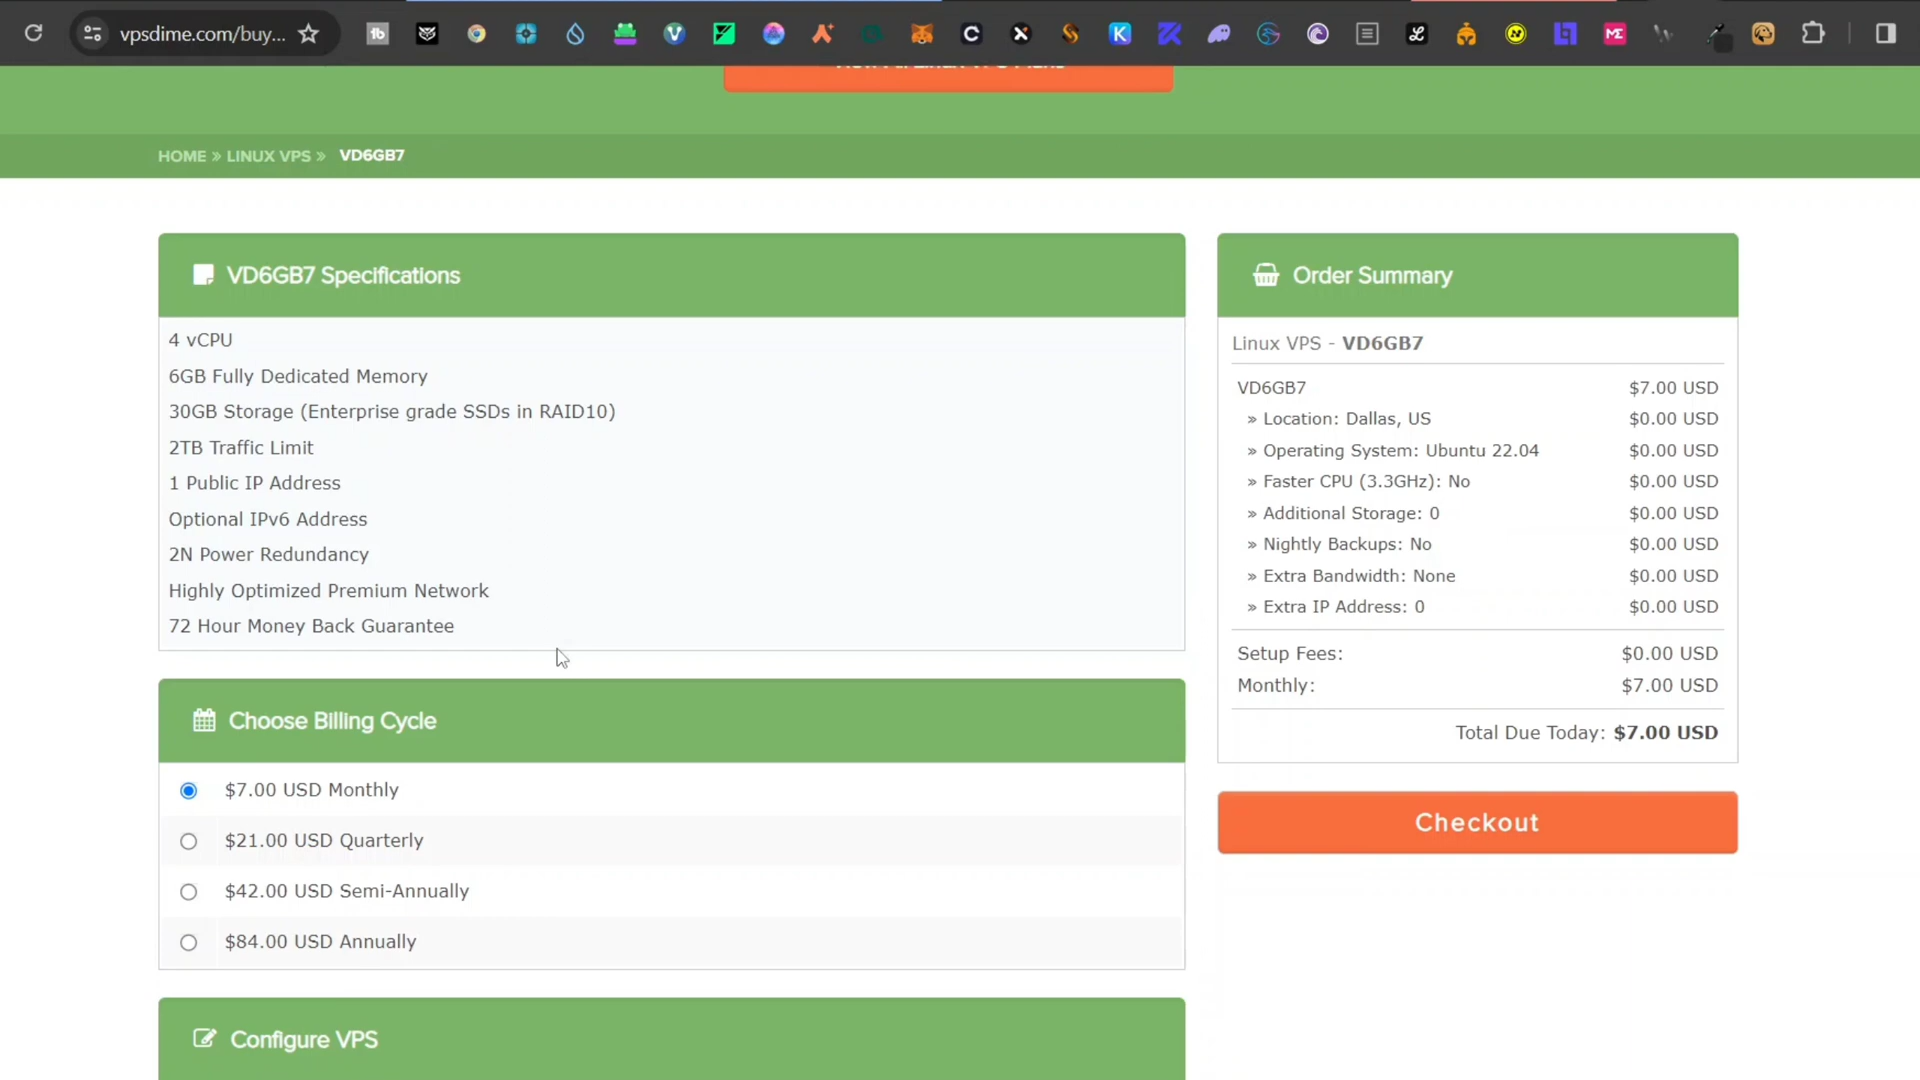 vpsdime.com/buy...
HOME » LINUX VPS » VD6GB7
VD6GB7 Specifications
4 vCPU
6GB Fully Dedicated Memory
30GB Storage (Enterprise grade SSDs in RAID10)
2TB Traffic Limit
1 Public IP Address
Optional IPv6 Address
2N Power Redundancy
Highly Optimized Premium Network
72 Hour Money Back Guarantee
Choose Billing Cycle
$7.00 USD Monthly
$21.00 USD Quarterly
$42.00 USD Semi-Annually
$84.00 USD Annually
Configure VPS
Order Summary
Linux VPS - VD6GB7
VD6GB7 $7.00 USD
» Location: Dallas, US $0.00 USD
» Operating System: Ubuntu 22.04 $0.00 USD
» Faster CPU (3.3GHz): No $0.00 USD
» Additional Storage: 0 $0.00 USD
» Nightly Backups: No $0.00 USD
» Extra Bandwidth: None $0.00 USD
» Extra IP Address: 0 $0.00 USD
Setup Fees: $0.00 USD
Monthly: $7.00 USD
Total Due Today: $7.00 USD
Checkout